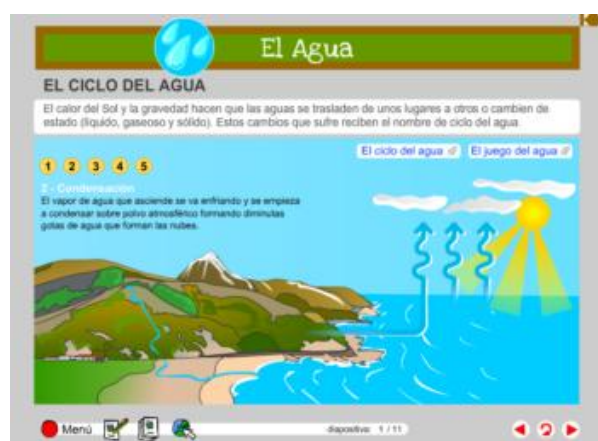 El Agua
EL CICLO DEL AGUA
El calor del Sol y la gravedad hacen que las aguas se trasladen de unos lugares a otros o cambien de
estado (líquido, gaseoso y sólido). Estos cambios que sufre reciben el nombre de ciclo del agua.
El ciclo del agua El juego del agua
1 2 3 4 5
2 - Condensación
El vapor de agua que asciende se va enfriando y se empieza
a condensar sobre polvo atmosférico formando diminutas
gotas de agua que forman las nubes.
Menú diapositiva: 1 / 11